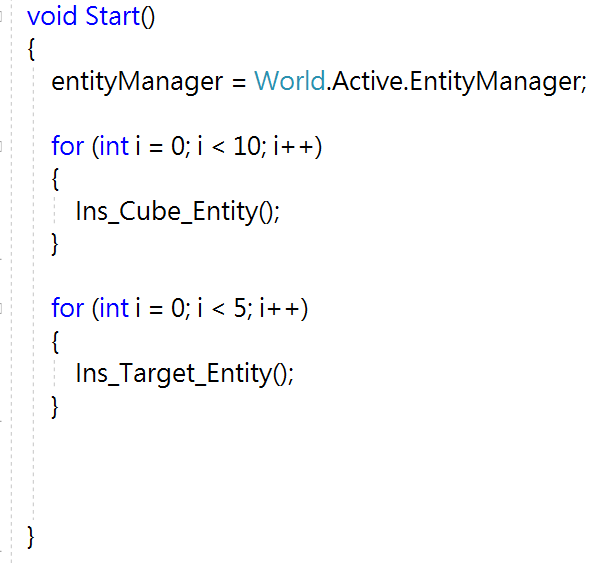 void Start()
{
entityManager = World.Active.EntityManager;
for (int i = 0; i < 10; i++)
{
Ins_Cube_Entity();
}
for (int i = 0; i < 5; i++)
{
Ins_Target_Entity();
}
}